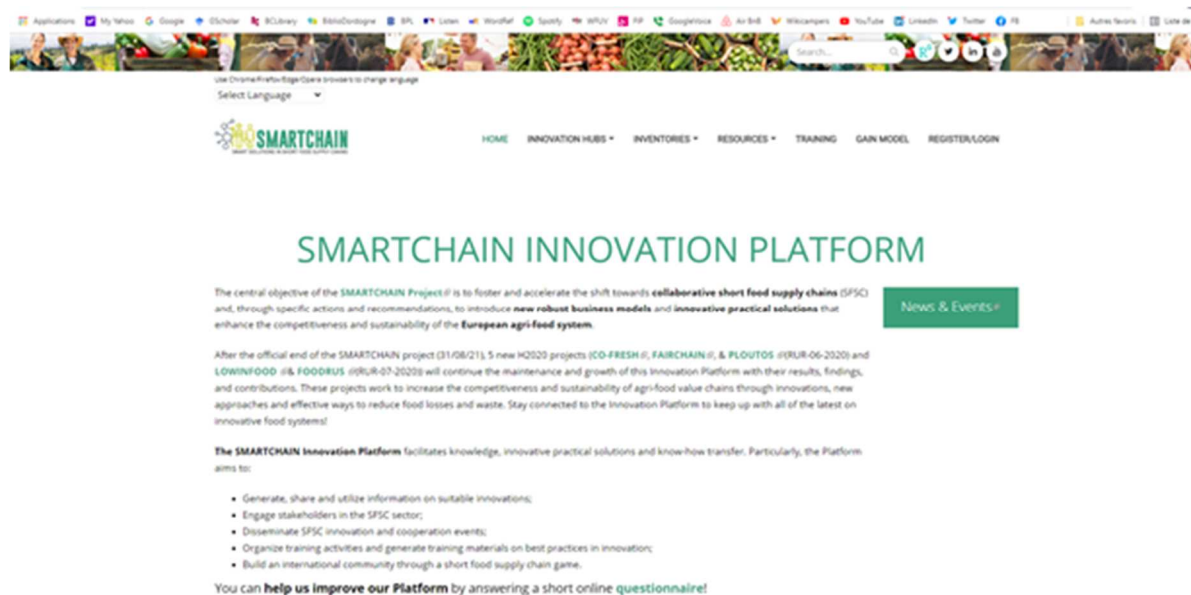 Applications My Yahoo Google GScholar BCLibrary BiblioDordogne BPL Listen WordRef Spotify WFUV FIP GoogleVoice Air BnB Wikicampers YouTube LinkedIn Twitter FB Autres favoris Liste de
Search...
Use Chrome/Firefox/Edge/Opera browsers to change language
Select Language
SMARTCHAIN
SMART SOLUTIONS IN SHORT FOOD SUPPLY CHAINS
HOME INNOVATION HUBS INVENTORIES RESOURCES TRAINING GAIN MODEL REGISTER/LOGIN
SMARTCHAIN INNOVATION PLATFORM
The central objective of the SMARTCHAIN Project is to foster and accelerate the shift towards collaborative short food supply chains (SFSC)
and, through specific actions and recommendations, to introduce new robust business models and innovative practical solutions that
enhance the competitiveness and sustainability of the European agri-food system.
News & Events
After the official end of the SMARTCHAIN project (31/08/21), 5 new H2020 projects (CO-FRESH, FAIRCHAIN, & PLOUTOS (RUR-06-2020) and
LOWINFOOD & FOODRUS (RUR-07-2020)) will continue the maintenance and growth of this Innovation Platform with their results, findings,
and contributions. These projects work to increase the competitiveness and sustainability of agri-food value chains through innovations, new
approaches and effective ways to reduce food losses and waste. Stay connected to the Innovation Platform to keep up with all of the latest on
innovative food systems!
The SMARTCHAIN Innovation Platform facilitates knowledge, innovative practical solutions and know-how transfer. Particularly, the Platform
aims to:
• Generate, share and utilize information on suitable innovations;
• Engage stakeholders in the SFSC sector;
• Disseminate SFSC innovation and cooperation events;
• Organize training activities and generate training materials on best practices in innovation;
• Build an international community through a short food supply chain game.
You can help us improve our Platform by answering a short online questionnaire!